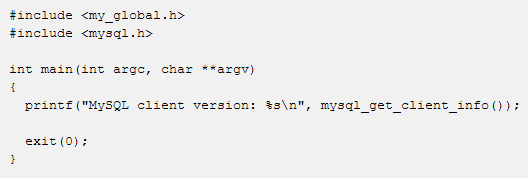 #include <my_global.h>
#include <mysql.h>

int main(int argc, char **argv)
{
  printf("MySQL client version: %s\n", mysql_get_client_info());

  exit(0);
}